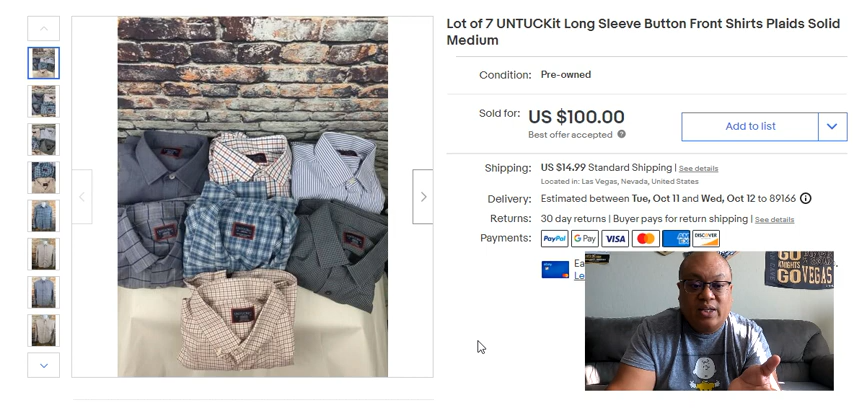 Lot of 7 UNTUCKit Long Sleeve Button Front Shirts Plaids Solid
Medium
Condition: Pre-owned
Sold for: US $100.00
Best offer accepted
Add to list
Shipping: US $14.99 Standard Shipping | See details
Located in: Las Vegas, Nevada, United States
Delivery: Estimated between Tue, Oct 11 and Wed, Oct 12 to 89166
Returns: 30 day returns | Buyer pays for return shipping | See details
Payments: PayPal G Pay VISA DISCOVER
Ea
Le
GO
KNIGHTS
GO
VEGAS